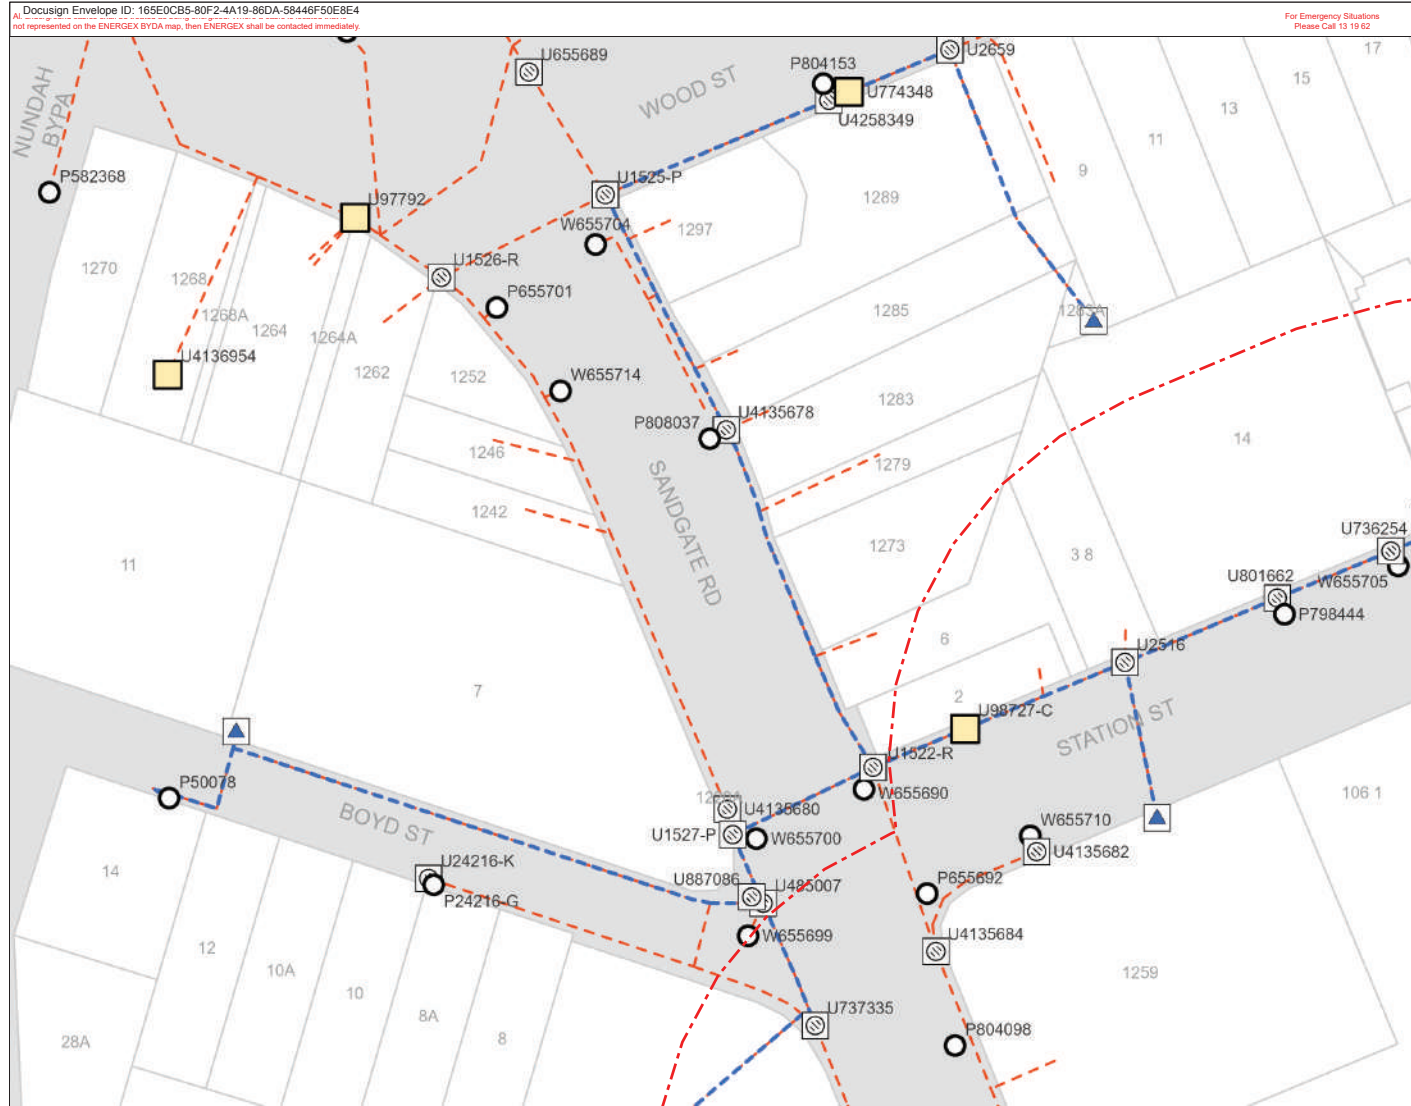 Docusign Envelope ID: 165E0CB5-80F2-4A19-86DA-58446F50E8E4
not represented on the ENERGEX BYDA map, then ENERGEX shall be contacted immediately.
For Emergency Situations
Please Call 13 19 62
NUNDAH
BYPA
U655689
WOOD ST
P804153
U2659
U774348
U4258349
17
15
13
11
9
P582368
U97792
U1525-P
W655704
1297
1289
1270
1268
1268A
1264
1264A
1262
U1526-R
P655701
1252
1285
1283A
U4136954
W655714
1283
P808037
U4135678
1246
1279
14
1242
SANDGATE RD
1273
3 8
11
U736254
U801662
W655705
P798444
6
U2516
7
2
U98727-C
STATION ST
U1522-R
P50078
BOYD ST
U4135680
W655690
106 1
U1527-P
W655700
W655710
U4135682
14
U24216-K
P24216-G
U887086
U485007
P655692
W655699
U4135684
12
10A
10
8A
8
1259
28A
U737335
P804098